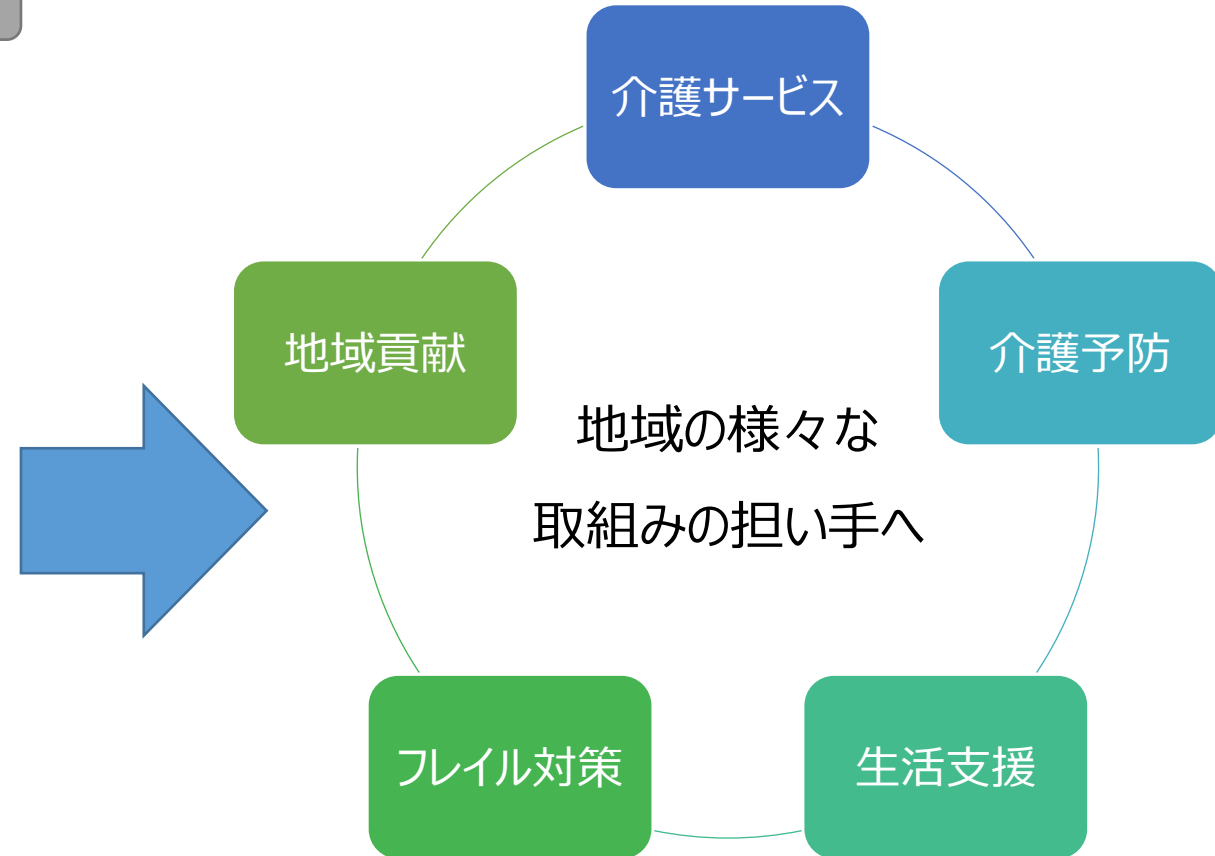 介護サービス
地域貢献
介護予防
地域の様々な
取組みの担い手へ
フレイル対策
生活支援